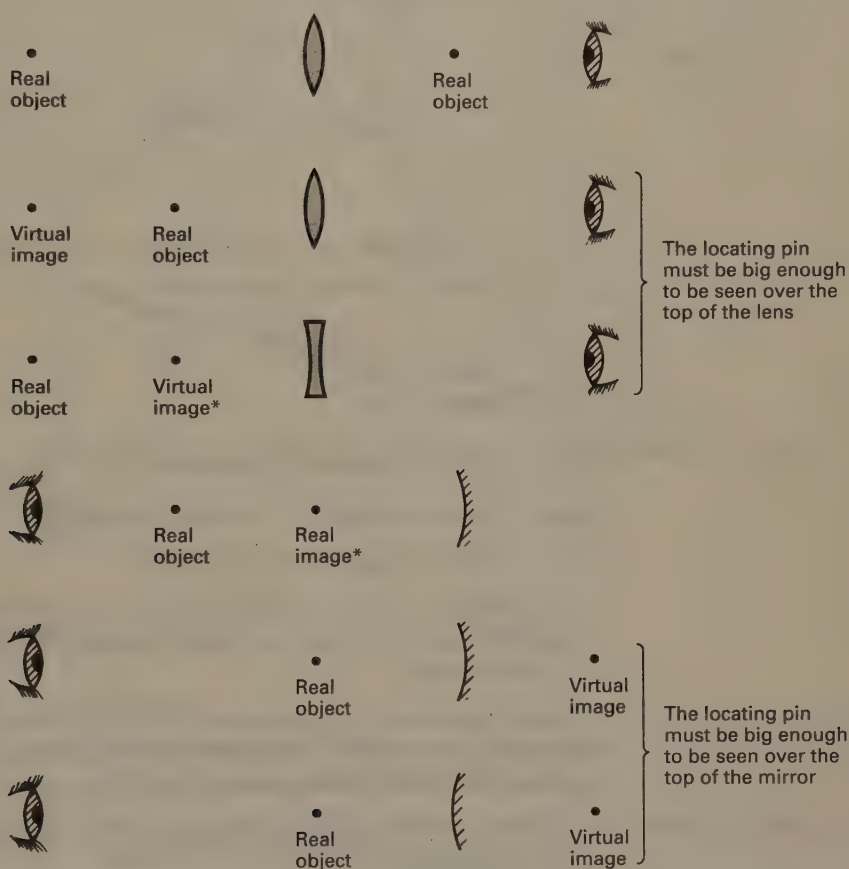 Real
object
Real
object
Virtual
image
Real
object
The locating pin
must be big enough
to be seen over the
top of the lens
Real
object
Virtual
image*
Real
object
Real
image*
Real
object
Virtual
image
The locating pin
must be big enough
to be seen over the
top of the mirror
Real
object
Virtual
image